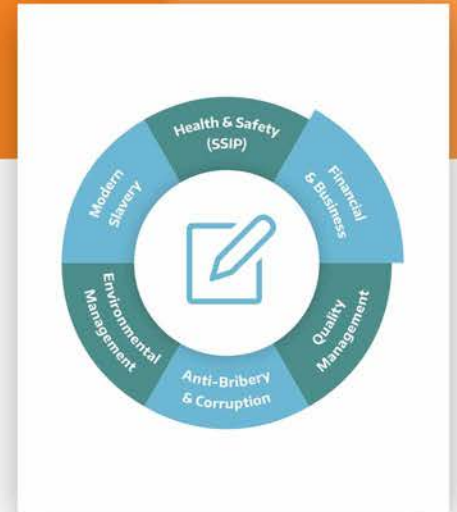 Health & Safety
(SSIP)
Financial
& Business
Quality
Management
Anti-Bribery
& Corruption
Environmental
Management
Modern
Slavery